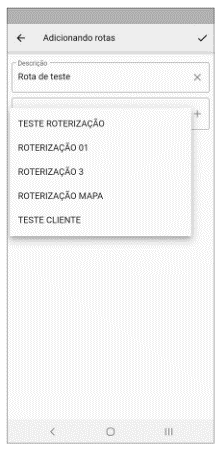 Adicionando rotas
Descrição
Rota de teste
TESTE ROTERIZAÇÃO
ROTERIZAÇÃO 01
ROTERIZAÇÃO 3
ROTERIZAÇÃO MAPA
TESTE CLIENTE